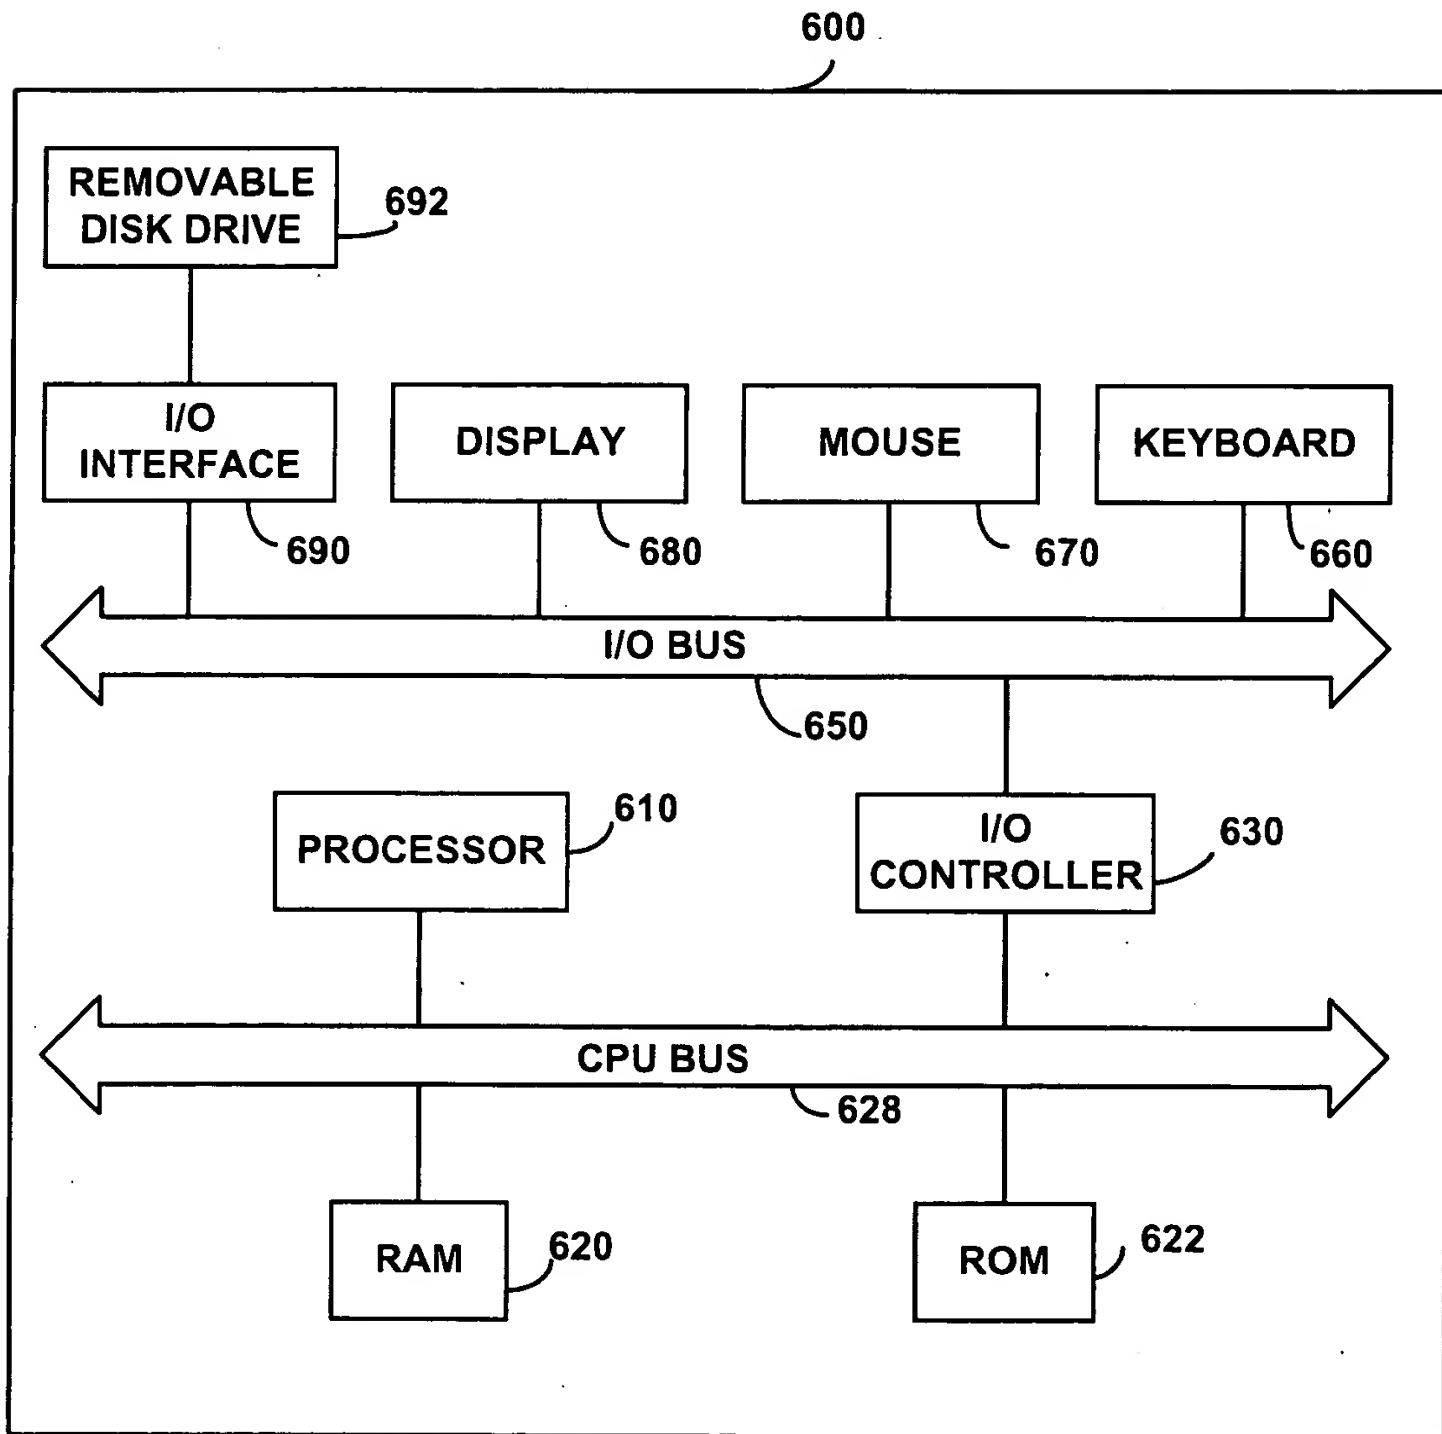 600
REMOVABLE
DISK DRIVE
692
I/O
INTERFACE
690
DISPLAY
680
MOUSE
670
KEYBOARD
660
I/O BUS
650
PROCESSOR
610
I/O
CONTROLLER
630
CPU BUS
628
RAM
620
ROM
622